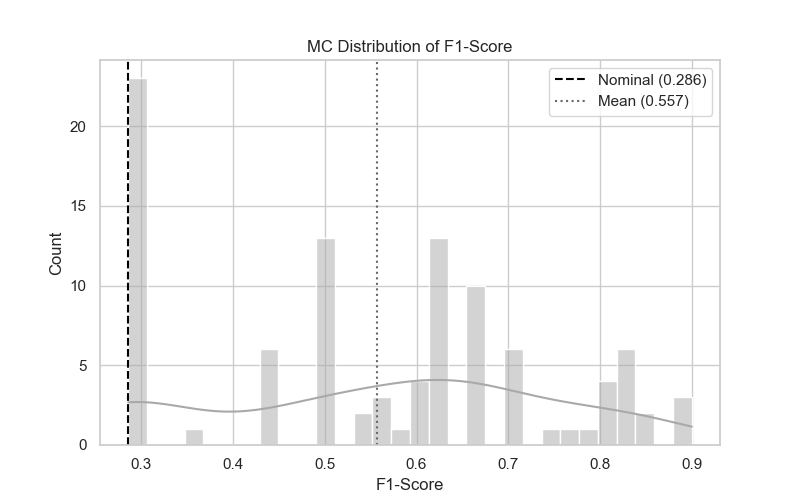 MC Distribution of F1-Score
Nominal (0.286)
Mean (0.557)
Count
20
15
10
5
0
0.3 0.4 0.5 0.6 0.7 0.8 0.9
F1-Score